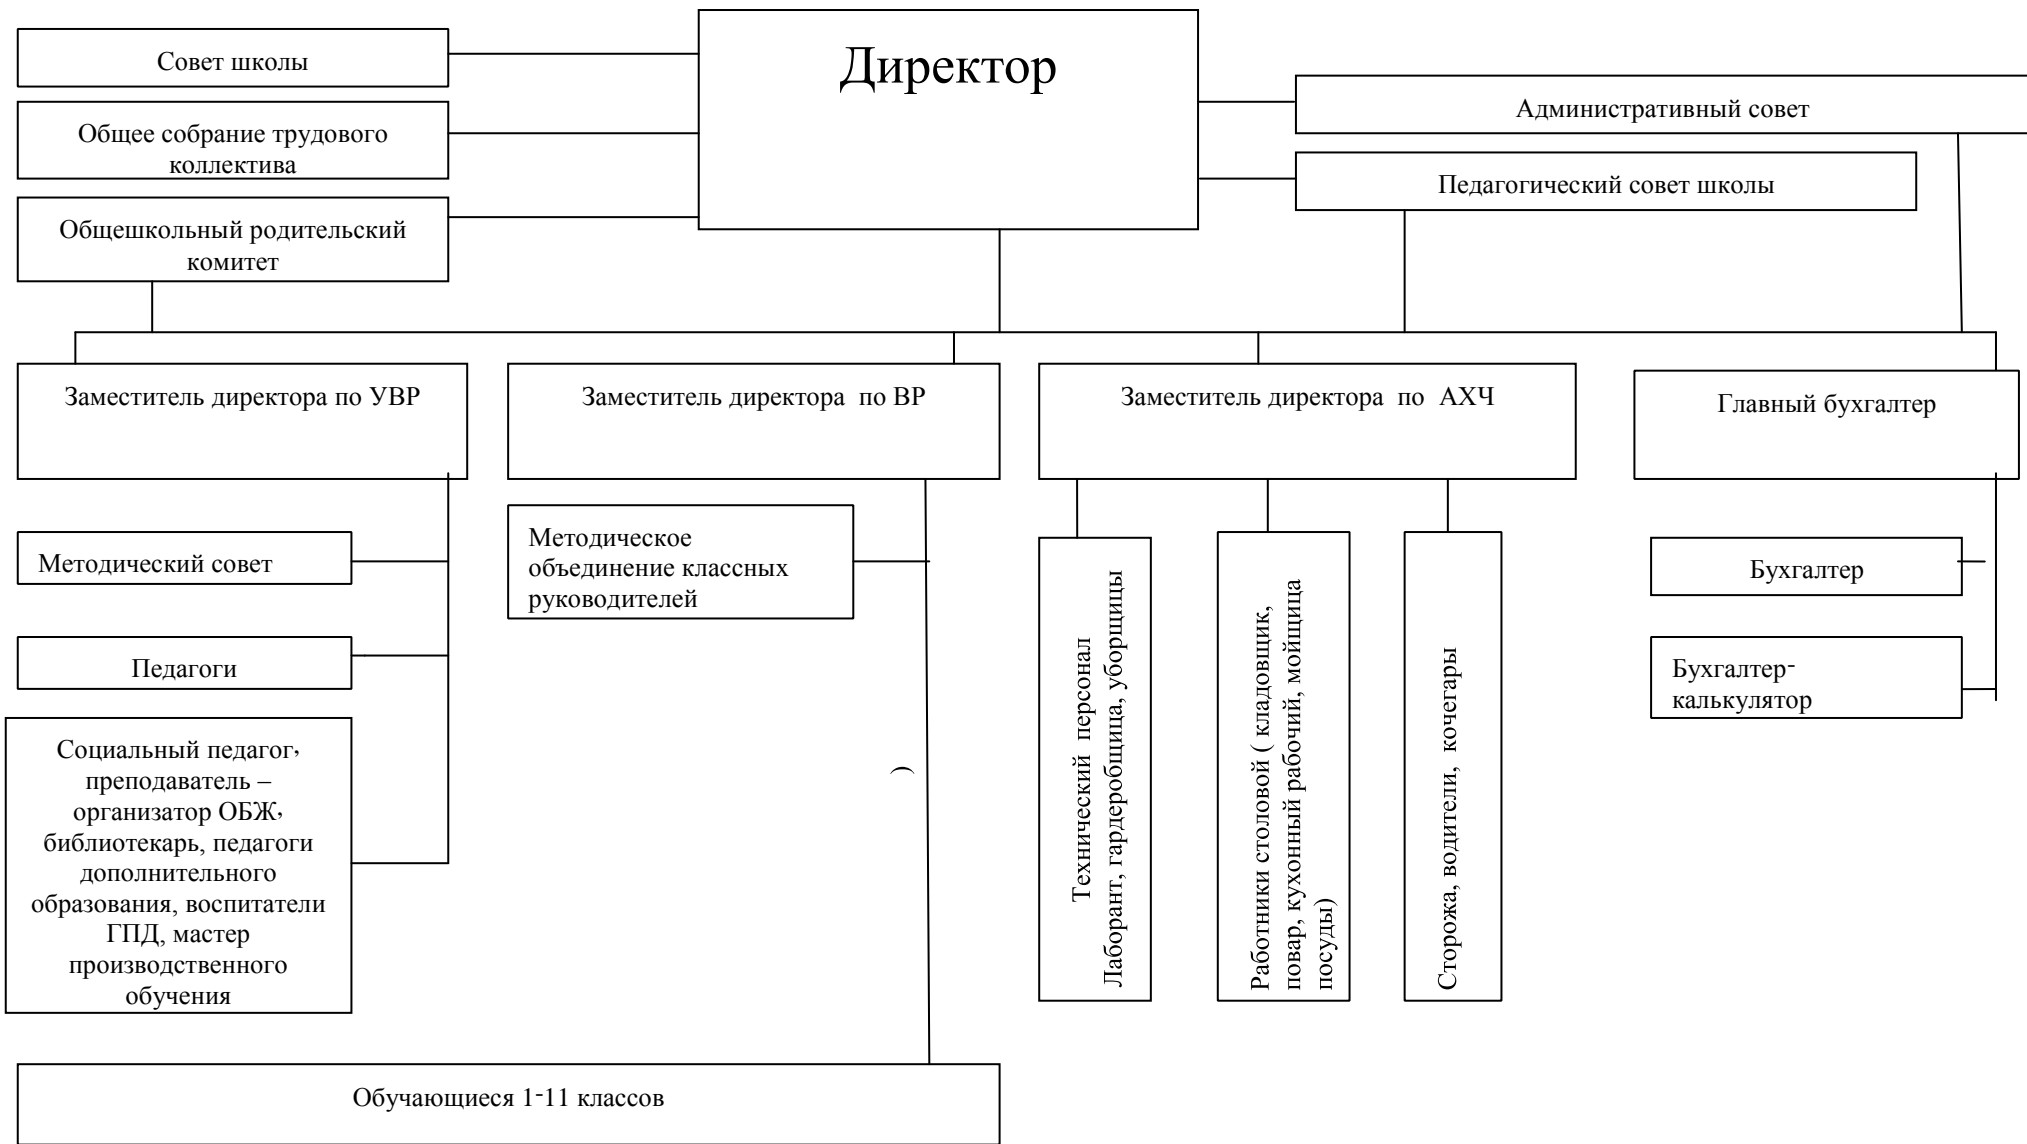 Директор
Совет школы
Общее собрание трудового
коллектива
Общешкольный родительский
комитет
Административный совет
Педагогический совет школы
Заместитель директора по УВР
Заместитель директора  по ВР
Заместитель директора  по  АХЧ
Главный бухгалтер
Методический совет
Педагоги
Социальный педагог,
преподаватель –
организатор ОБЖ,
библиотекарь, педагоги
дополнительного
образования, воспитатели
ГПД, мастер
производственного
обучения
Методическое
объединение классных
руководителей
)
Технический  персонал
Лаборант, гардеробщица, уборщицы
Работники столовой ( кладовщик,
повар, кухонный рабочий, мойщица
посуды)
Сторожа, водители,  кочегары
Бухгалтер
Бухгалтер-
калькулятор
Обучающиеся 1-11 классов